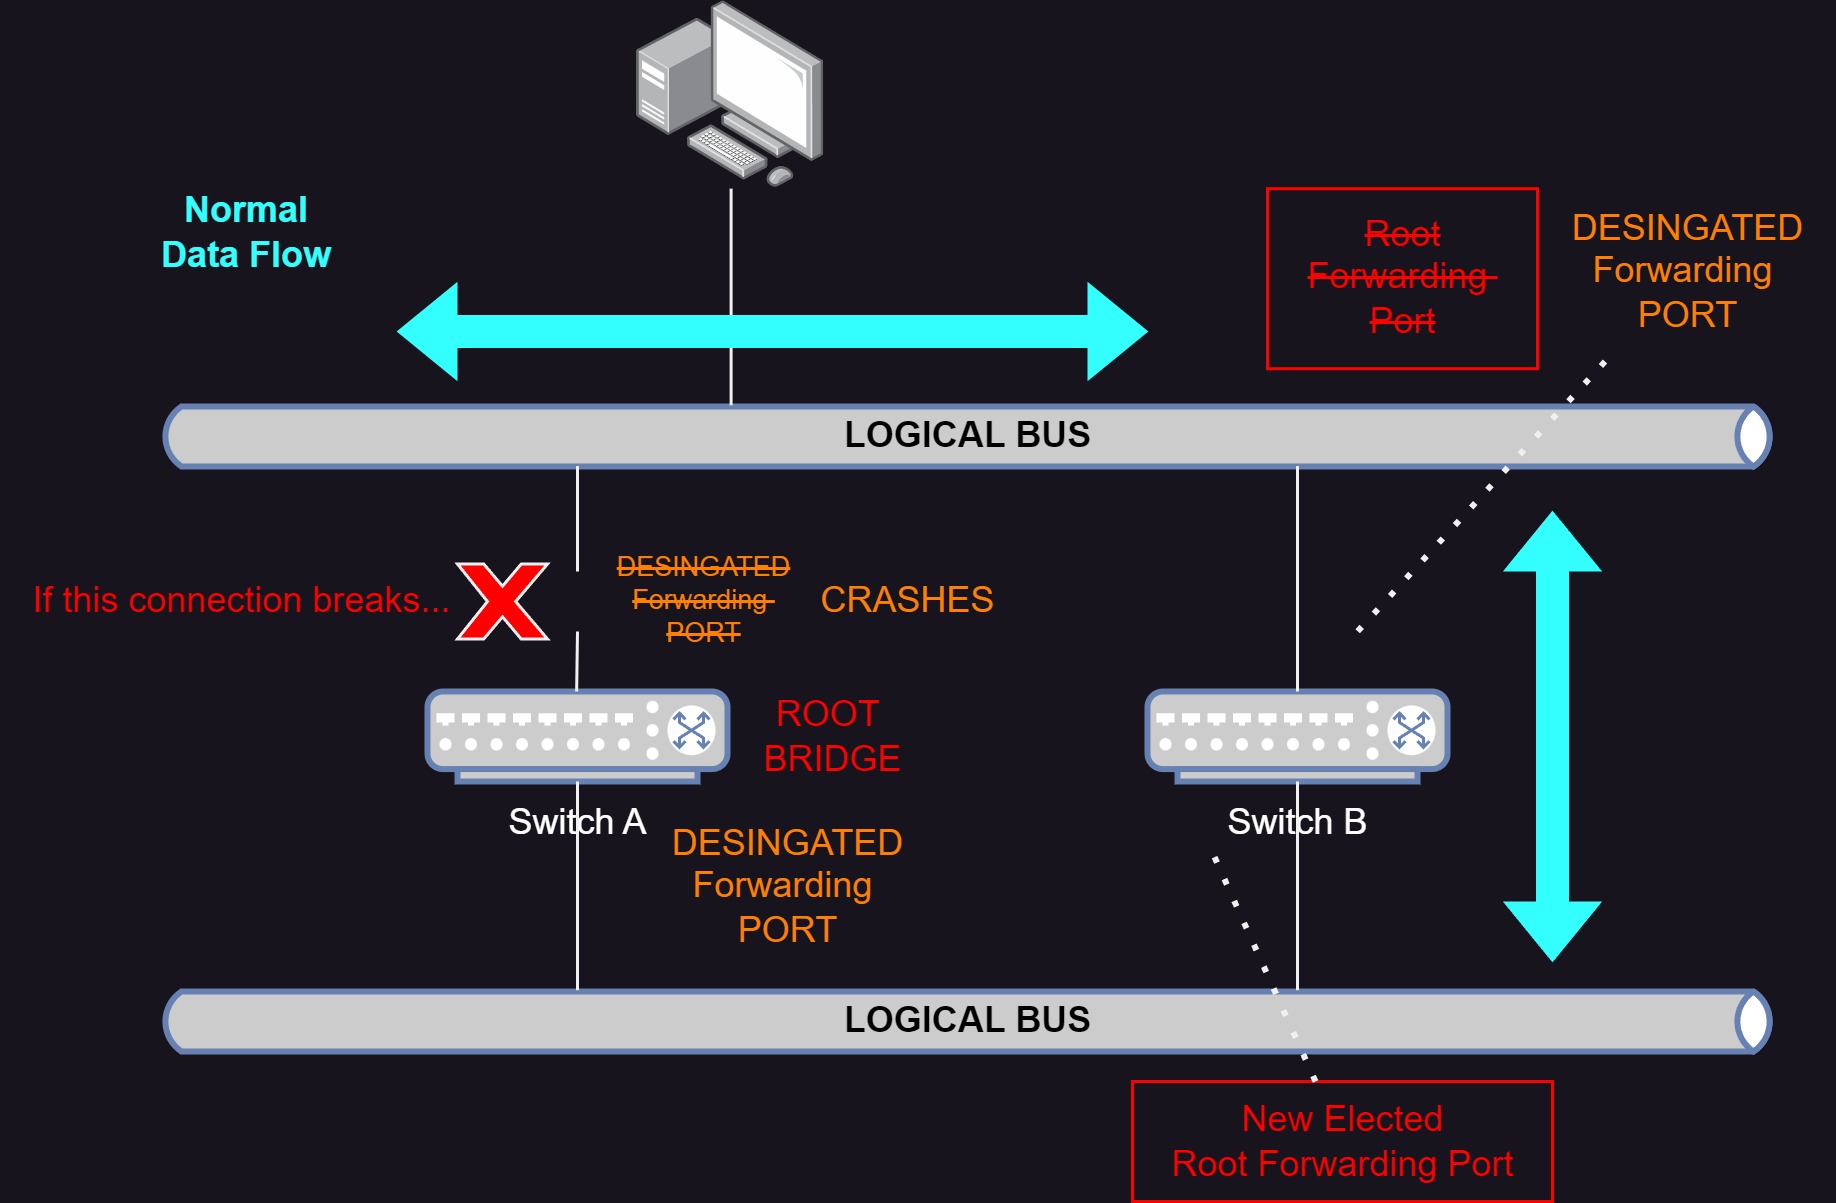 Normal
Data Flow
Root
Forwarding
Port
DESINGATED
Forwarding
PORT
LOGICAL BUS
If this connection breaks...
DESINGATED
Forwarding
PORT
CRASHES
ROOT
BRIDGE
Switch A
Switch B
DESINGATED
Forwarding
PORT
LOGICAL BUS
New Elected
Root Forwarding Port